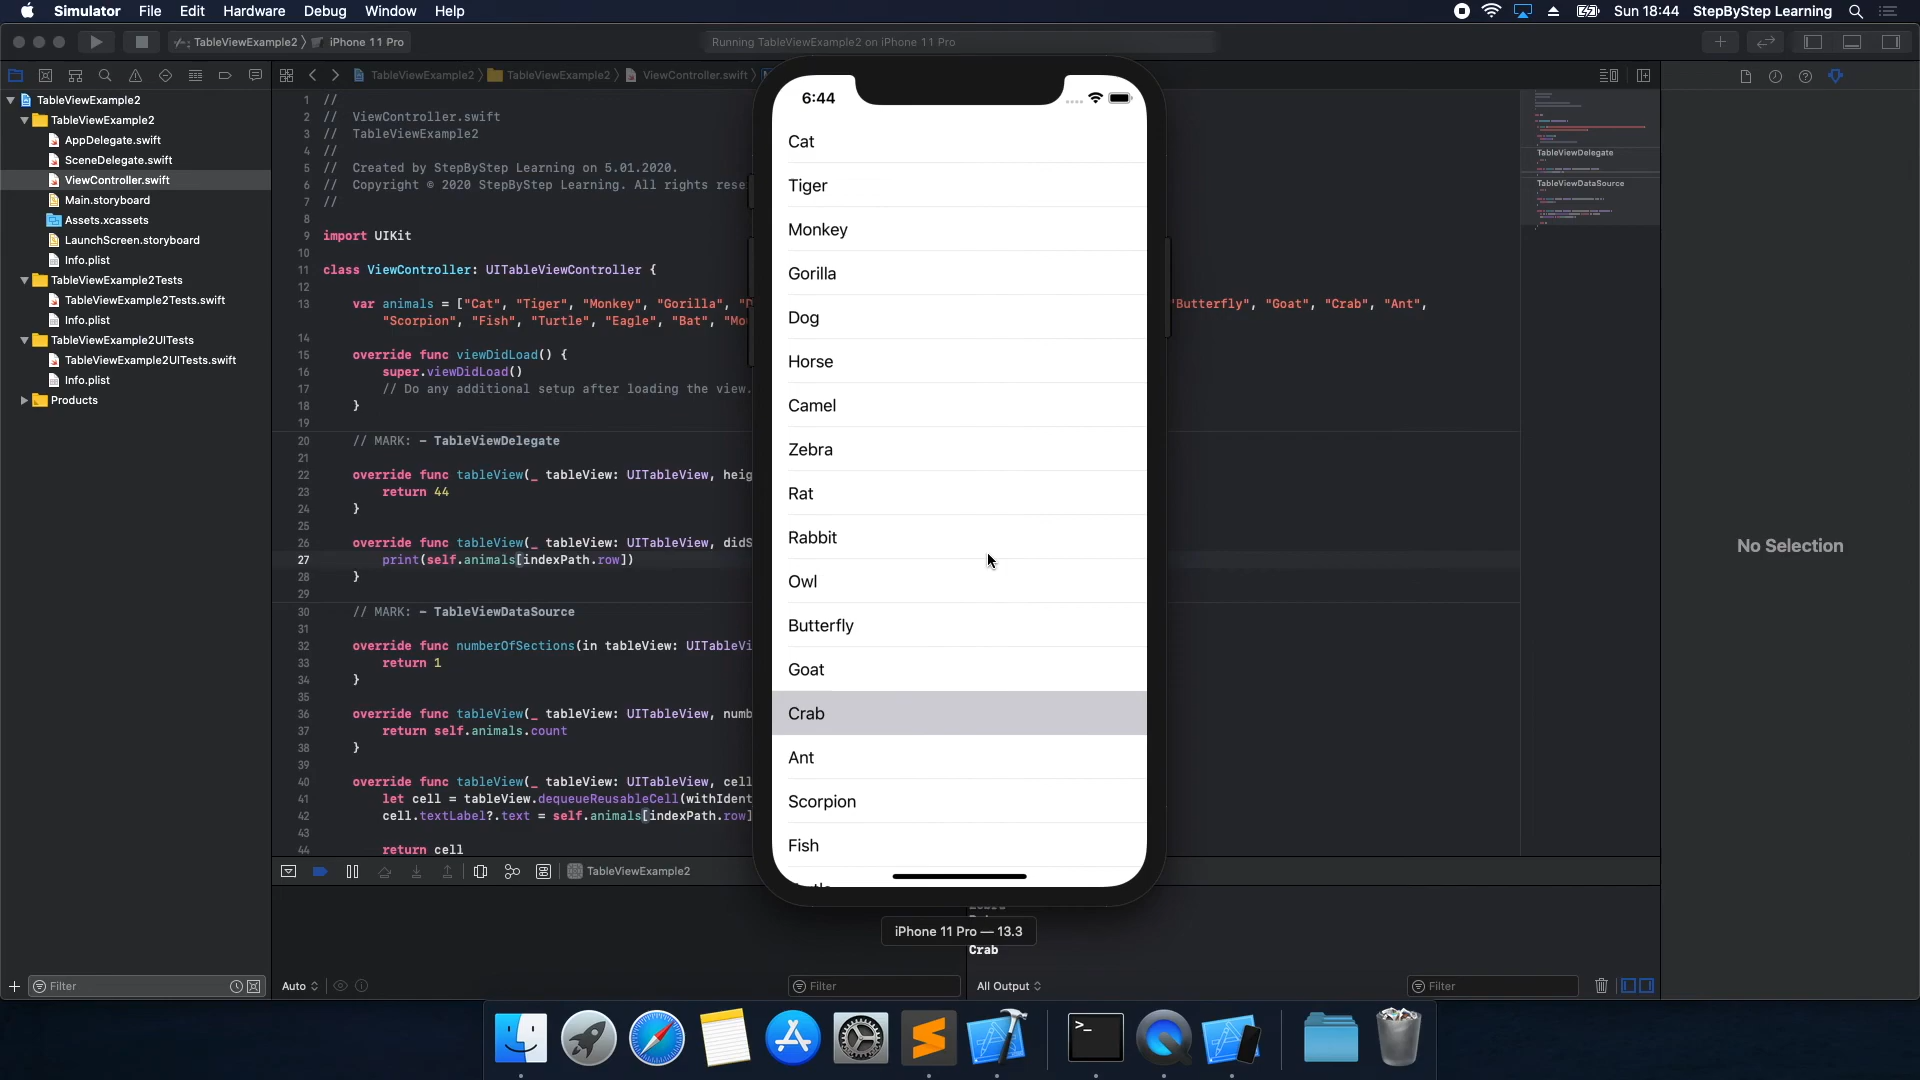 Simulator File Edit Hardware Debug Window Help
Sun 18:44 StepByStep Learning
TableViewExample2 iPhone 11 Pro
Running TableViewExample2 on iPhone 11 Pro
TableViewExample2 TableViewExample2 ViewController.swift
TableViewExample2
TableViewExample2
AppDelegate.swift
SceneDelegate.swift
ViewController.swift
Main.storyboard
Assets.xcassets
LaunchScreen.storyboard
Info.plist
TableViewExample2Tests
TableViewExample2Tests.swift
Info.plist
TableViewExample2UITests
TableViewExample2UITests.swift
Info.plist
Products
Filter
1 //
2 // ViewController.swift
3 // TableViewExample2
4 //
5 // Created by StepByStep Learning on 5.01.2020.
6 // Copyright © 2020 StepByStep Learning. All rights rese
7 //
8
9 import UIKit
10
11 class ViewController: UITableViewController {
12
13 var animals = ["Cat", "Tiger", "Monkey", "Gorilla", "Butterfly", "Goat", "Crab", "Ant",
"Scorpion", "Fish", "Turtle", "Eagle", "Bat", "Mo
14
15 override func viewDidLoad() {
16 super.viewDidLoad()
17 // Do any additional setup after loading the view.
18 }
19
20 // MARK: - TableViewDelegate
21
22 override func tableView(_ tableView: UITableView, heig
23 return 44
24 }
25
26 override func tableView(_ tableView: UITableView, didS
27 print(self.animals[indexPath.row])
28 }
29
30 // MARK: - TableViewDataSource
31
32 override func numberOfSections(in tableView: UITableVi
33 return 1
34 }
35
36 override func tableView(_ tableView: UITableView, numb
37 return self.animals.count
38 }
39
40 override func tableView(_ tableView: UITableView, cell
41 let cell = tableView.dequeueReusableCell(withIdent
42 cell.textLabel?.text = self.animals[indexPath.row]
43
44 return cell
6:44
Cat
Tiger
Monkey
Gorilla
Dog
Horse
Camel
Zebra
Rat
Rabbit
Owl
Butterfly
Goat
Crab
Ant
Scorpion
Fish
TableViewDelegate
TableViewDataSource
No Selection
TableViewExample2
iPhone 11 Pro — 13.3
Crab
Auto
Filter
All Output
Filter
>_